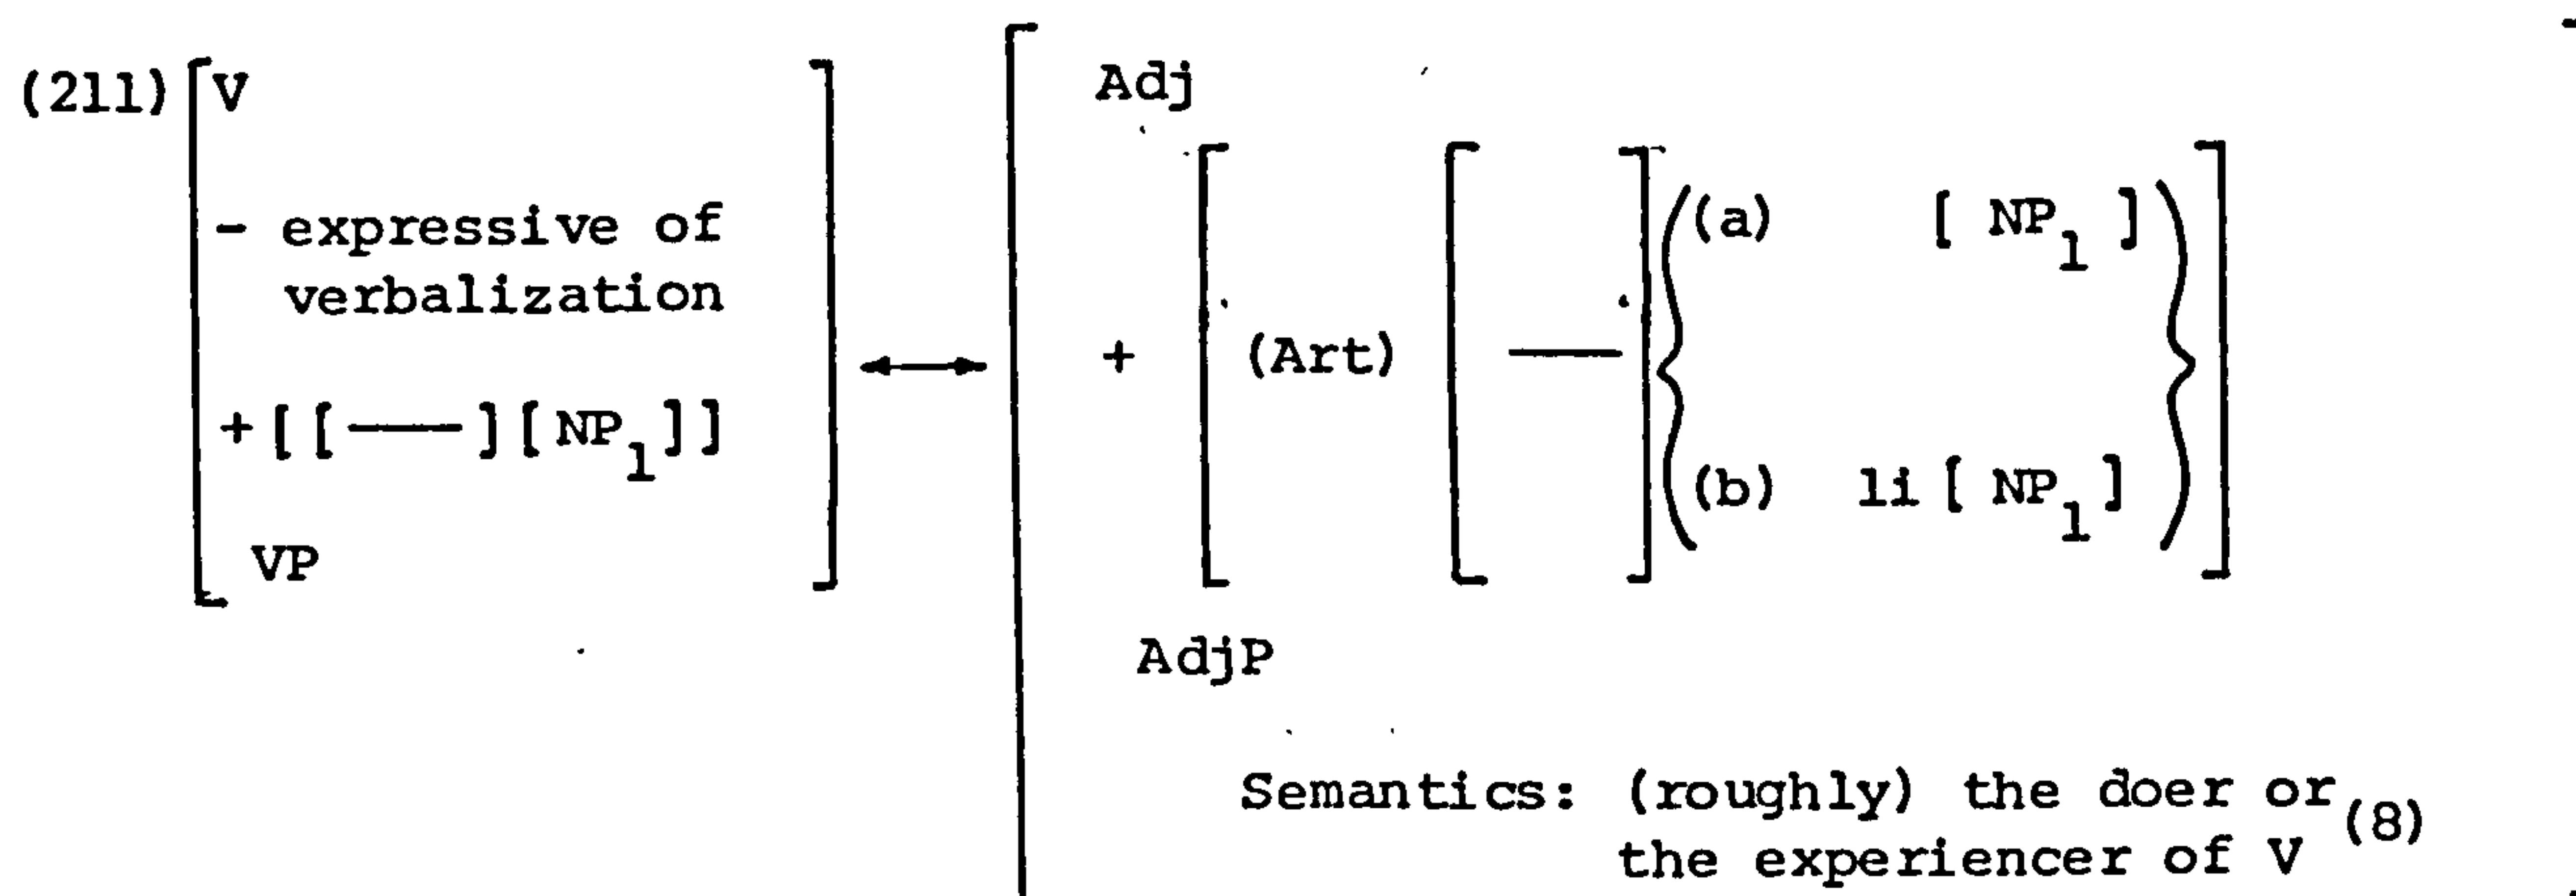 (211) [V
Adj
- expressive of
verbalization
(a) [ NP1 ]
+ [ (Art) [ —— ]
+ [ [ —— ] [ NP1 ] ]
(b) li [ NP1 ]
VP
AdjP
Semantics: (roughly) the doer or (8)
the experiencer of V